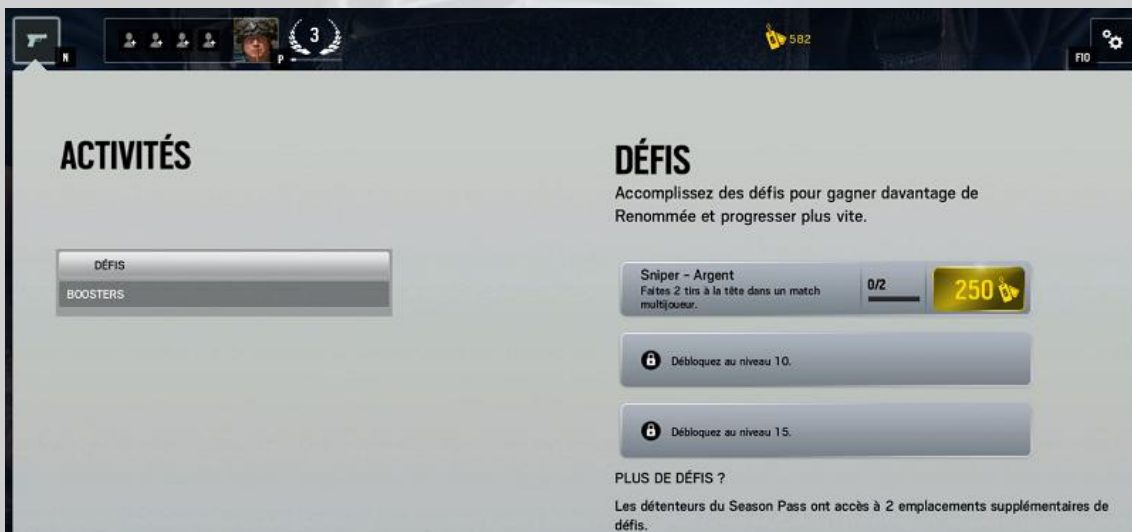 N
P
3
582
F10
ACTIVITÉS
DÉFIS
BOOSTERS
DÉFIS
Accomplissez des défis pour gagner davantage de
Renommée et progresser plus vite.
Sniper - Argent
Faites 2 tirs à la tête dans un match
multijoueur.
0/2
250
Débloquez au niveau 10.
Débloquez au niveau 15.
PLUS DE DÉFIS ?
Les détenteurs du Season Pass ont accès à 2 emplacements supplémentaires de
défis.